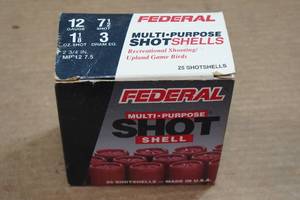 12 GAUGE
7½ SHOT
1⅛ OZ. SHOT
3 DRAM EQ.
2 3/4 IN.
MP 12 7.5
FEDERAL
MULTI-PURPOSE
SHOTSHELLS
Recreational Shooting/
Upland Game Birds
25 SHOTSHELLS
FEDERAL
MULTI-PURPOSE
SHOT
SHELL
25 SHOTSHELLS — MADE IN U.S.A.